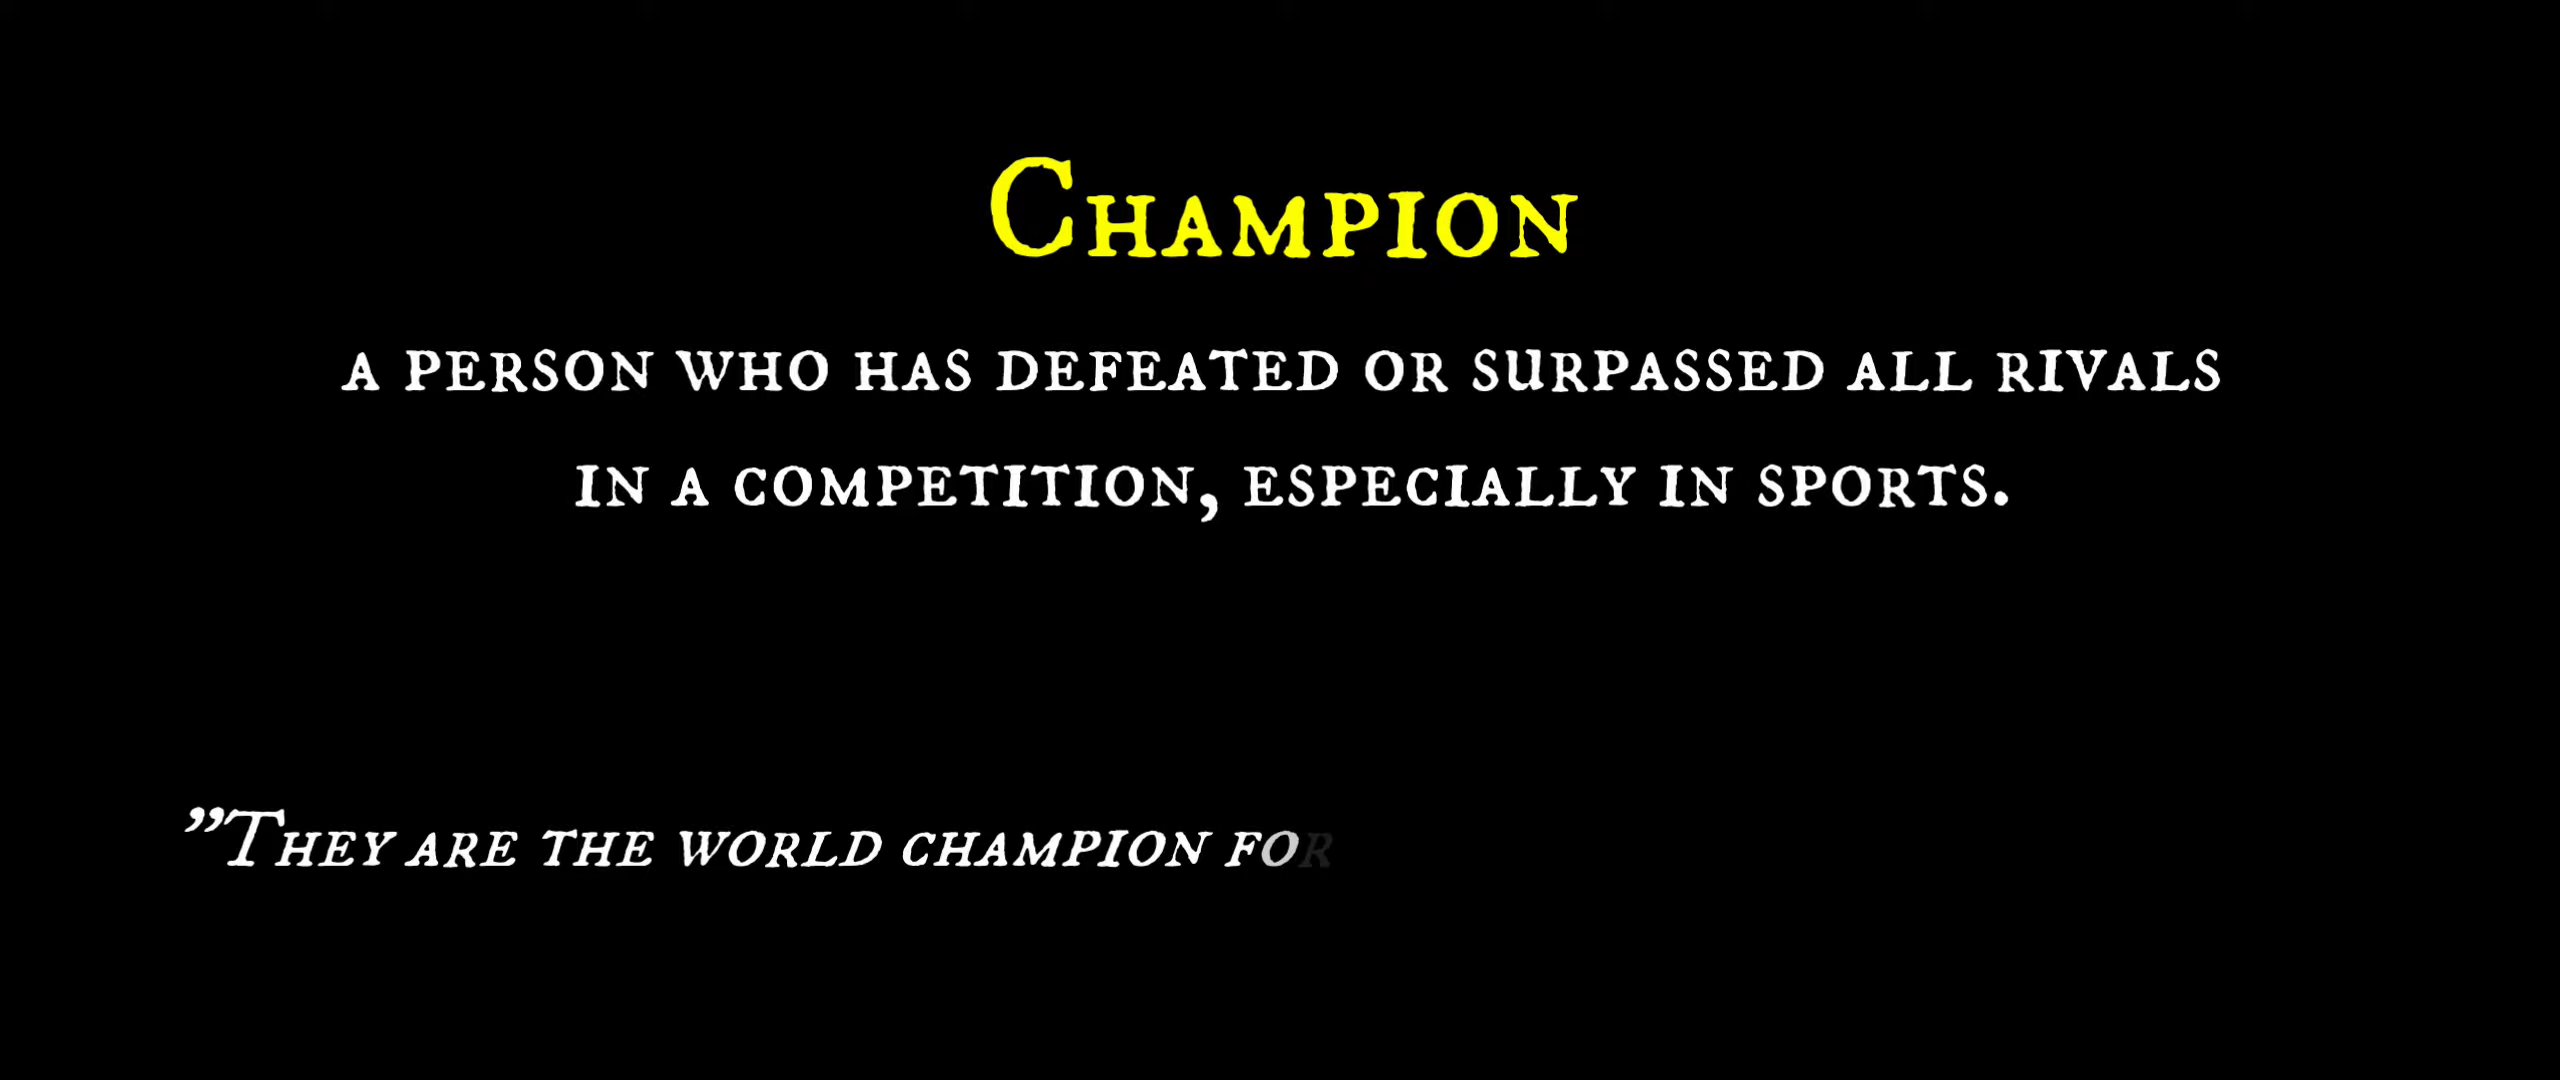 Champion
a person who has defeated or surpassed all rivals
in a competition, especially in sports.
"They are the world champion for